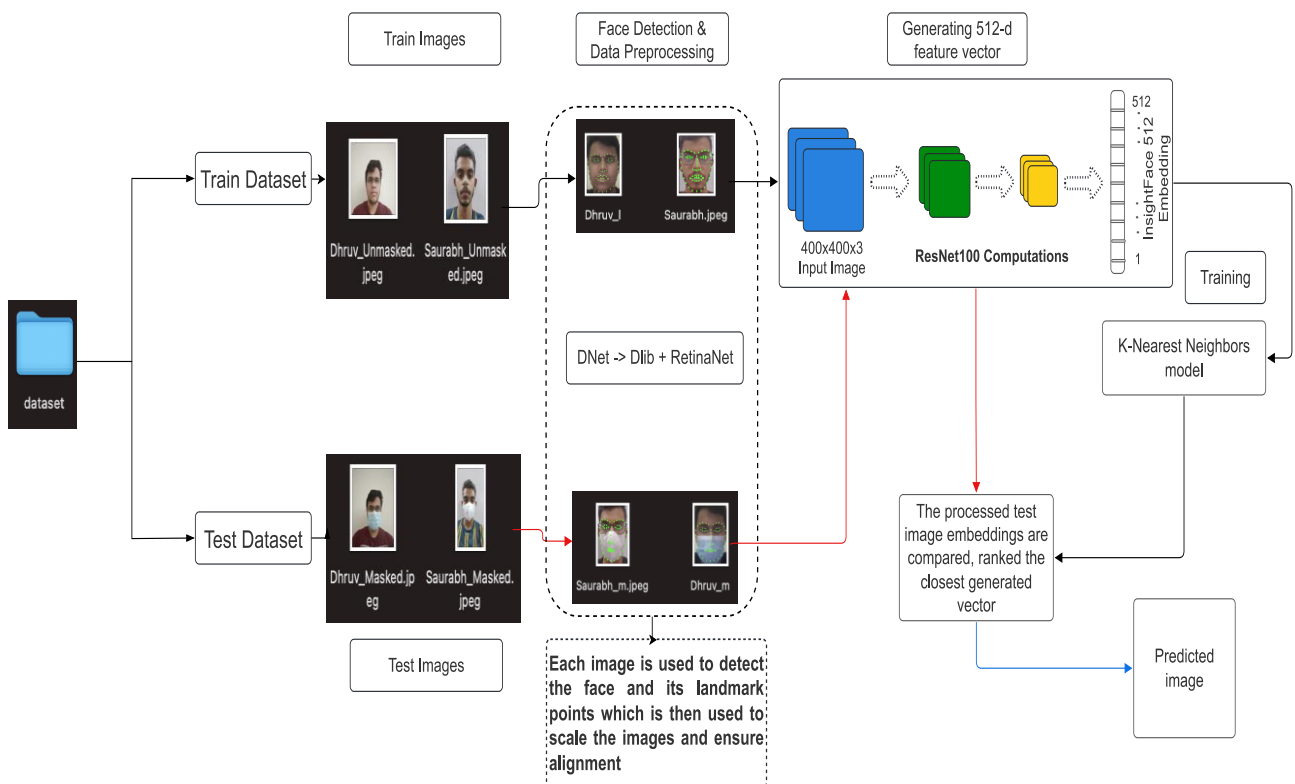 Train Images
Face Detection &
Data Preprocessing
Generating 512-d
feature vector
Train Dataset
Dhruv_Unmasked.
jpeg
Saurabh_Unmask
ed.jpeg
Dhruv_l
Saurabh.jpeg
400x400x3
Input Image
ResNet100 Computations
512
1
InsightFace 512
Embedding
Training
dataset
DNet -> Dlib + RetinaNet
K-Nearest Neighbors
model
Test Dataset
Dhruv_Masked.jp
eg
Saurabh_Masked.
jpeg
Saurabh_m.jpeg
Dhruv_m
The processed test
image embeddings are
compared, ranked the
closest generated
vector
Test Images
Each image is used to detect
the face and its landmark
points which is then used to
scale the images and ensure
alignment
Predicted
image